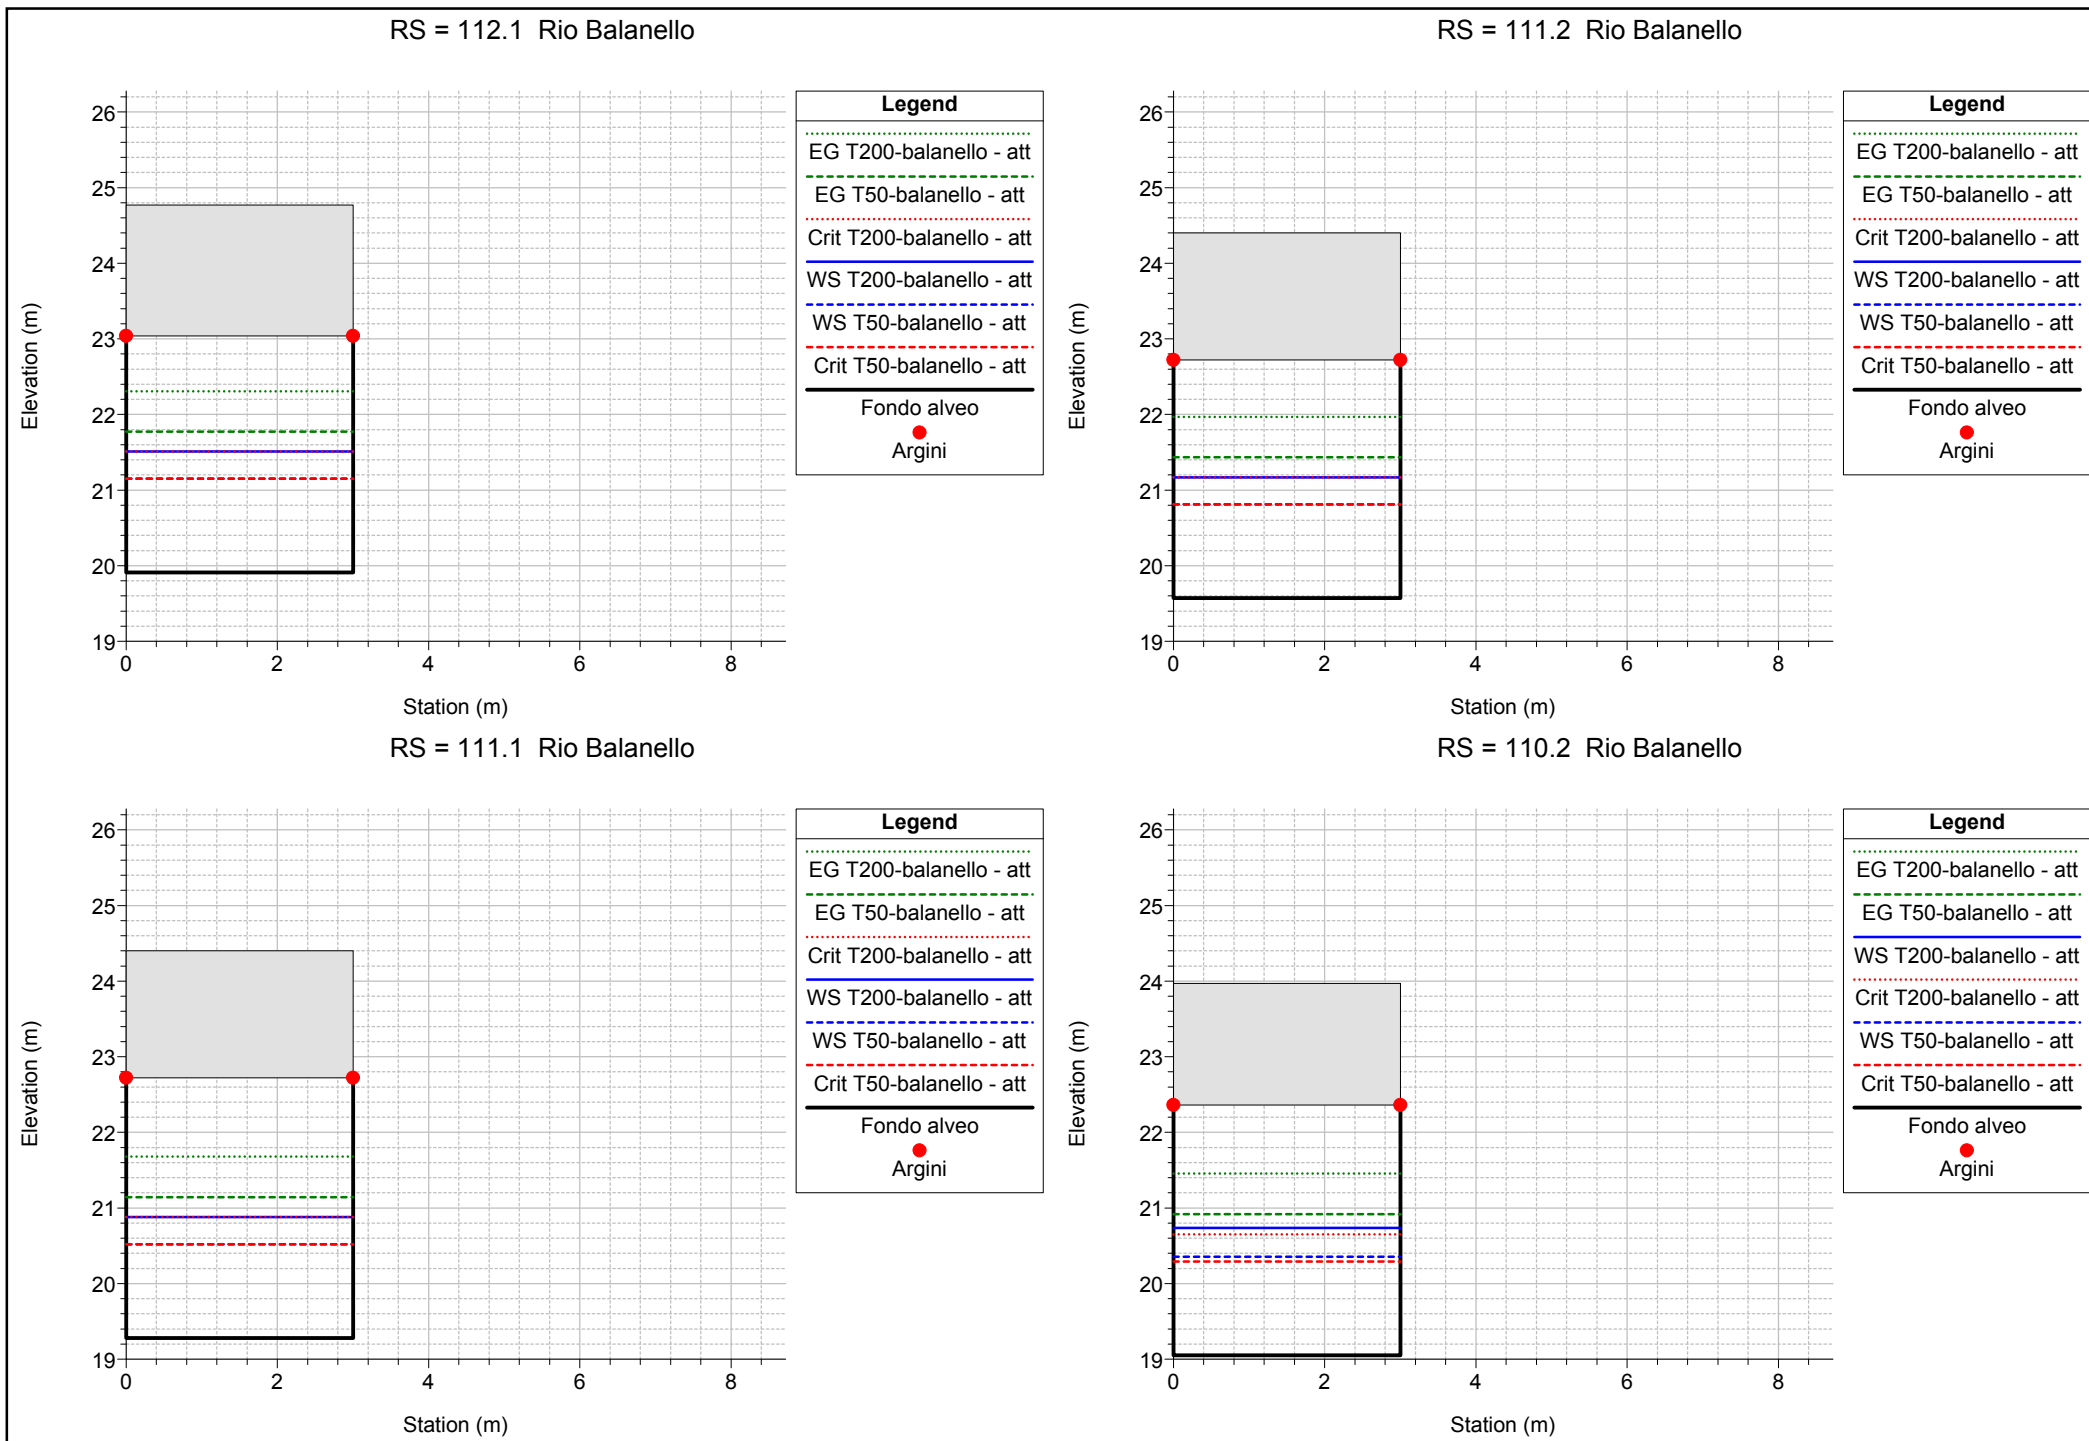 RS = 112.1 Rio Balanello
Elevation (m)
26
25
24
23
22
21
20
19
0 2 4 6 8
Station (m)
Legend
EG T200-balanello - att
EG T50-balanello - att
Crit T200-balanello - att
WS T200-balanello - att
WS T50-balanello - att
Crit T50-balanello - att
Fondo alveo
Argini
RS = 111.2 Rio Balanello
Elevation (m)
26
25
24
23
22
21
20
19
0 2 4 6 8
Station (m)
Legend
EG T200-balanello - att
EG T50-balanello - att
Crit T200-balanello - att
WS T200-balanello - att
WS T50-balanello - att
Crit T50-balanello - att
Fondo alveo
Argini
RS = 111.1 Rio Balanello
Elevation (m)
26
25
24
23
22
21
20
19
0 2 4 6 8
Station (m)
Legend
EG T200-balanello - att
EG T50-balanello - att
Crit T200-balanello - att
WS T200-balanello - att
WS T50-balanello - att
Crit T50-balanello - att
Fondo alveo
Argini
RS = 110.2 Rio Balanello
Elevation (m)
26
25
24
23
22
21
20
19
0 2 4 6 8
Station (m)
Legend
EG T200-balanello - att
EG T50-balanello - att
WS T200-balanello - att
Crit T200-balanello - att
WS T50-balanello - att
Crit T50-balanello - att
Fondo alveo
Argini